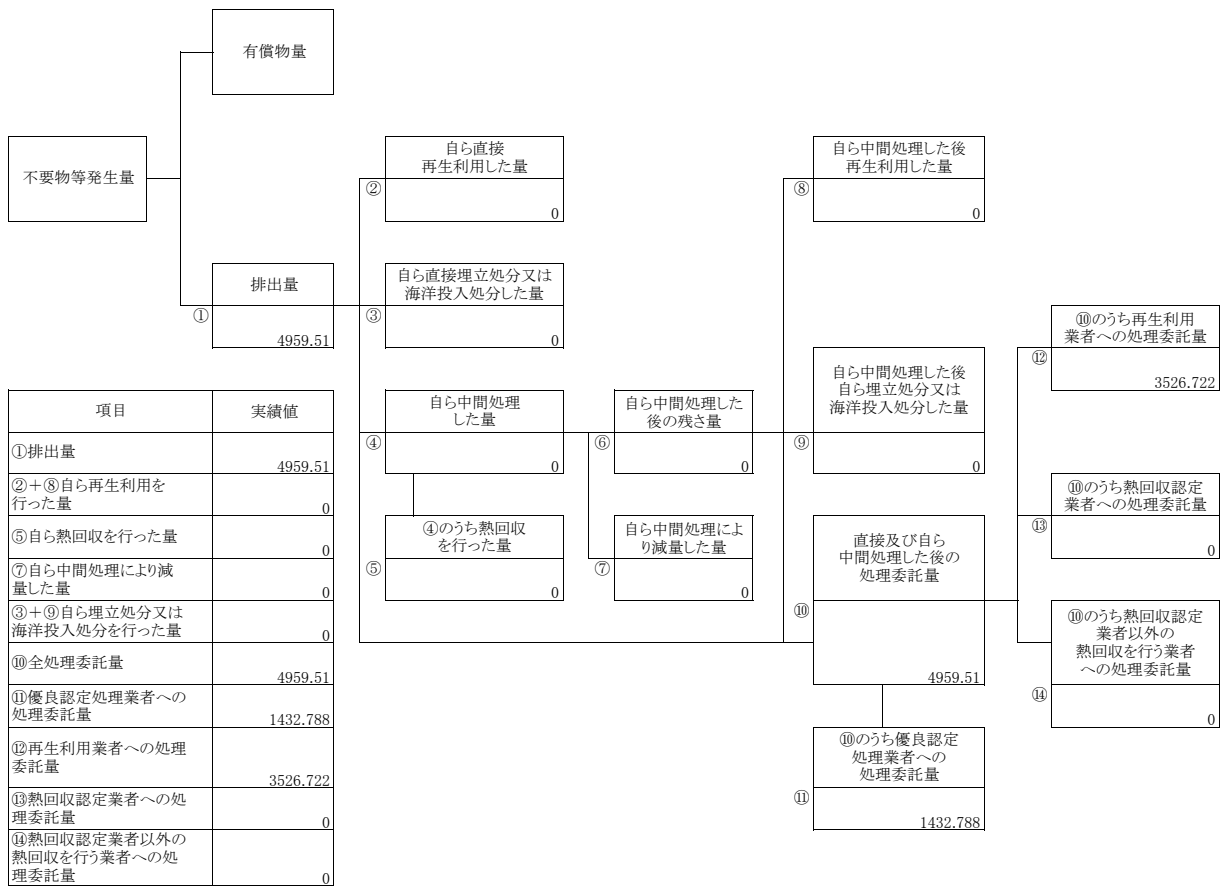 有償物量
不要物等発生量
排出量
①
4959.51
自ら直接
再生利用した量
②
0
自ら直接埋立処分又は
海洋投入処分した量
③
0
自ら中間処理
した量
④
0
④のうち熱回収
を行った量
⑤
0
自ら中間処理した
後の残さ量
⑥
0
自ら中間処理によ
り減量した量
⑦
0
自ら中間処理した後
再生利用した量
⑧
0
自ら中間処理した後
自ら埋立処分又は
海洋投入処分した量
⑨
0
直接及び自ら
中間処理した後の
処理委託量
⑩
4959.51
⑩のうち優良認定
処理業者への
処理委託量
⑪
1432.788
⑩のうち再生利用
業者への処理委託量
⑫
3526.722
⑩のうち熱回収認定
業者への処理委託量
⑬
0
⑩のうち熱回収認定
業者以外の
熱回収を行う業者
への処理委託量
⑭
0
項目 実績値
①排出量
4959.51
②+⑧自ら再生利用を
行った量
0
⑤自ら熱回収を行った量
0
⑦自ら中間処理により減
量した量
0
③+⑨自ら埋立処分又は
海洋投入処分を行った量
0
⑩全処理委託量
4959.51
⑪優良認定処理業者への
処理委託量
1432.788
⑫再生利用業者への処理
委託量
3526.722
⑬熱回収認定業者への処
理委託量
0
⑭熱回収認定業者以外の
熱回収を行う業者への処
理委託量
0